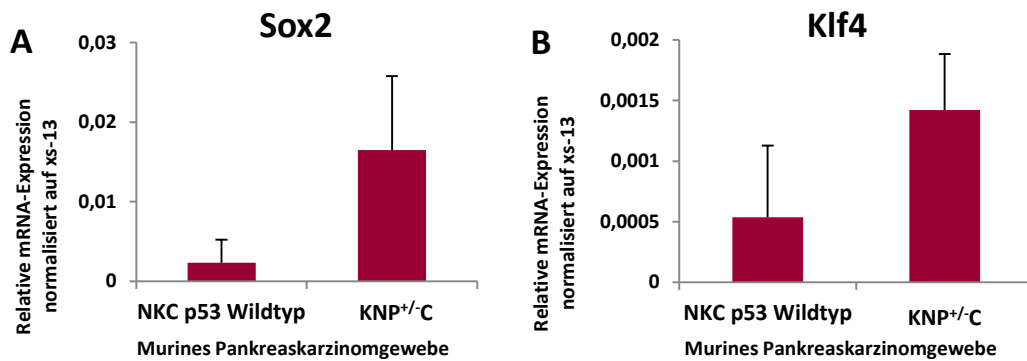 A
Sox2
Relative mRNA-Expression
normalisiert auf xs-13
0,03
0,02
0,01
0
NKC p53 Wildtyp
KNP+/-C
Murines Pankreaskarzinomgewebe
B
Klf4
Relative mRNA-Expression
normalisiert auf xs-13
0,002
0,0015
0,001
0,0005
0
NKC p53 Wildtyp
KNP+/-C
Murines Pankreaskarzinomgewebe